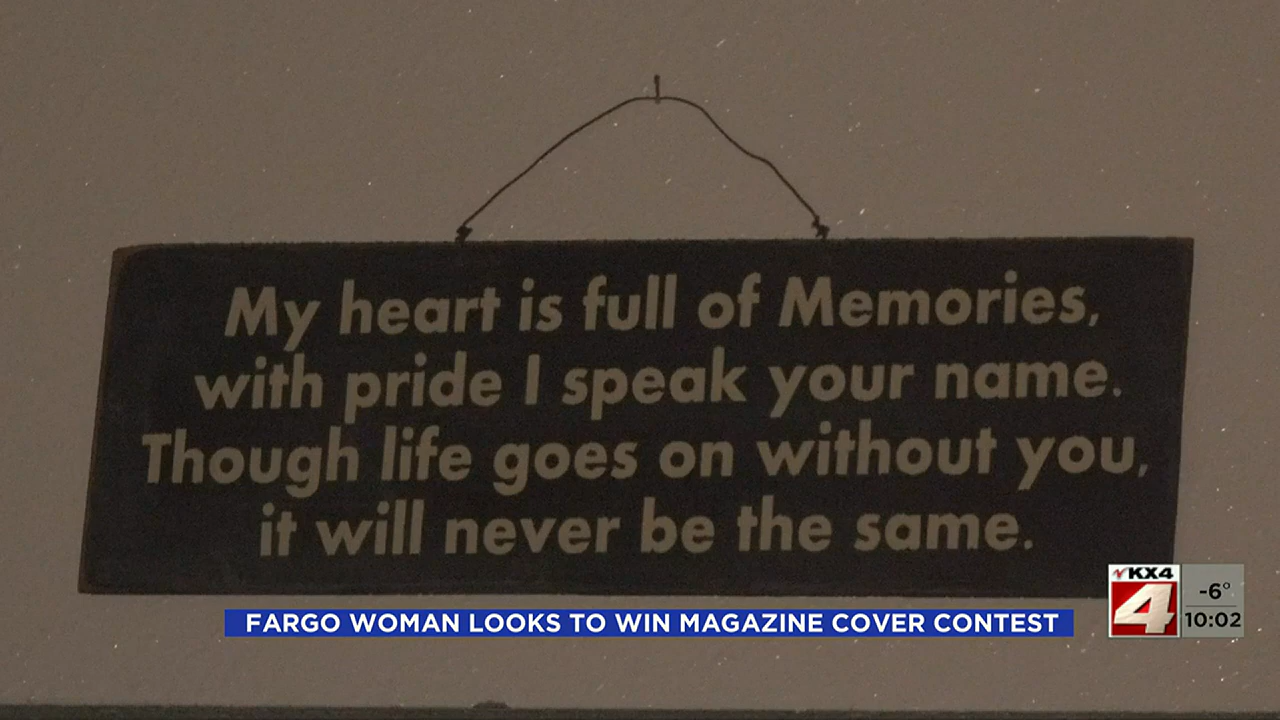 My heart is full of Memories,
with pride I speak your name.
Though life goes on without you,
it will never be the same.
FARGO WOMAN LOOKS TO WIN MAGAZINE COVER CONTEST
KX4
4
-6°
10:02